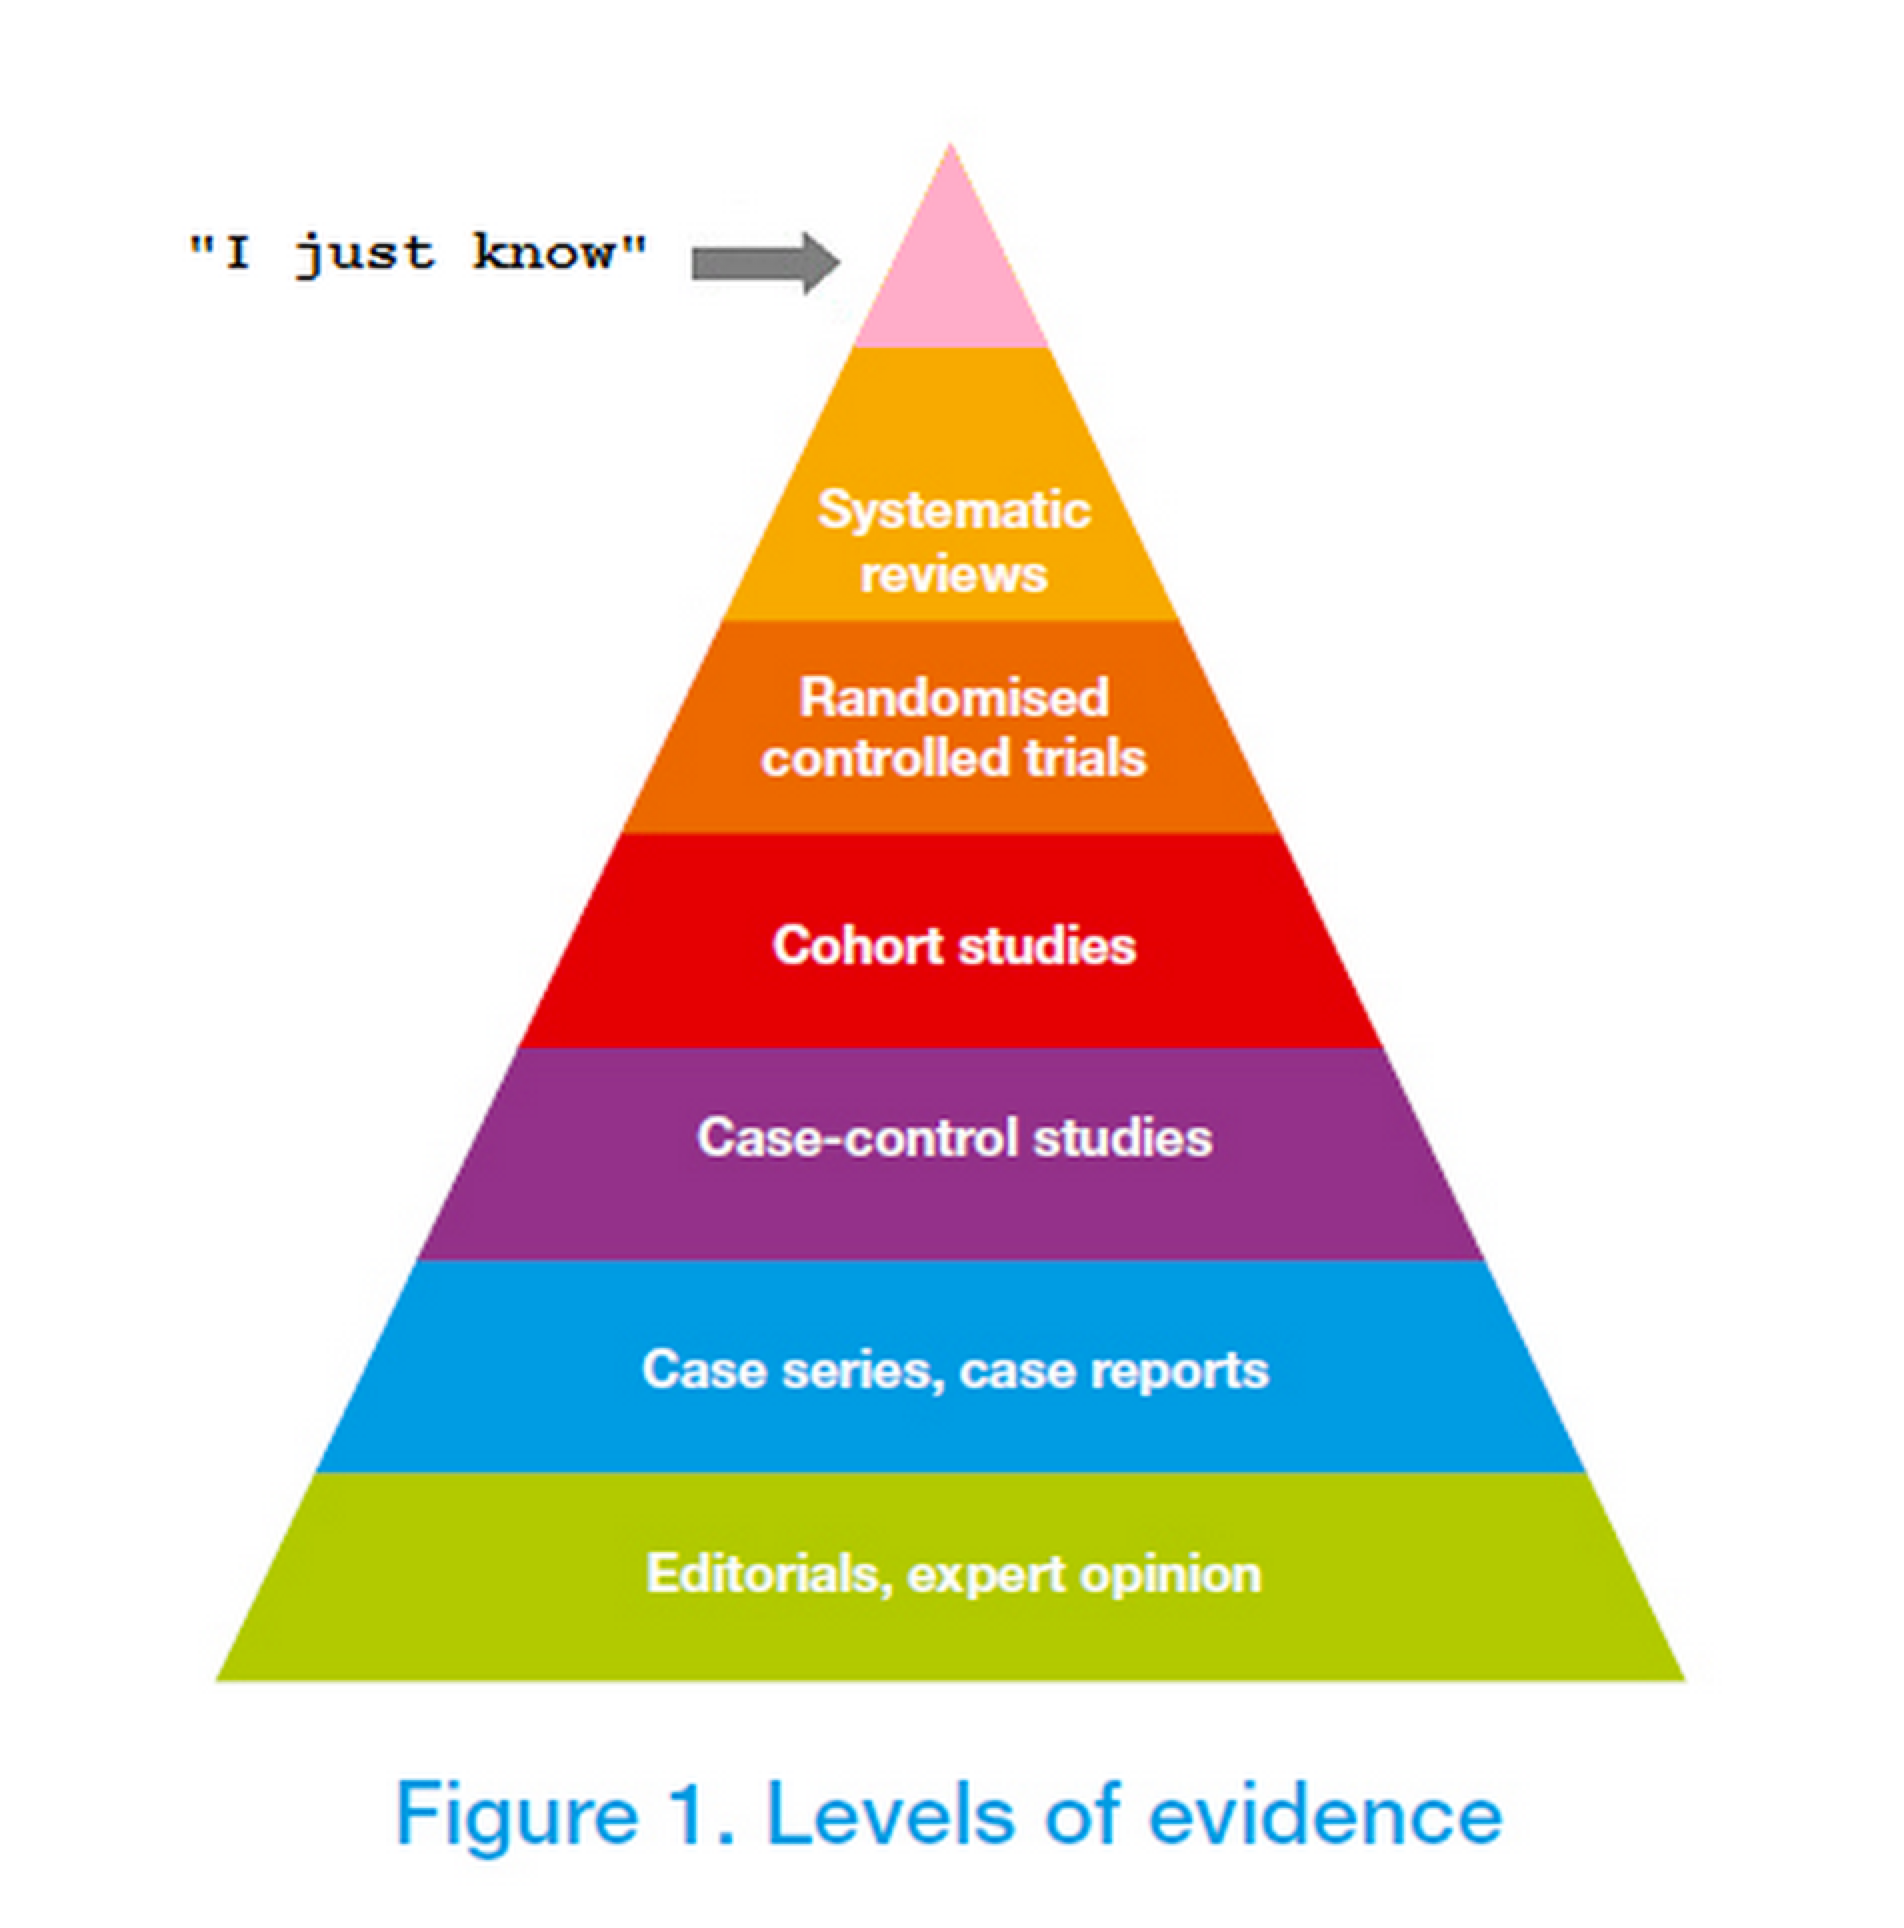 "I just know"
Systematic
reviews
Randomised
controlled trials
Cohort studies
Case-control studies
Case series, case reports
Editorials, expert opinion
Figure 1. Levels of evidence